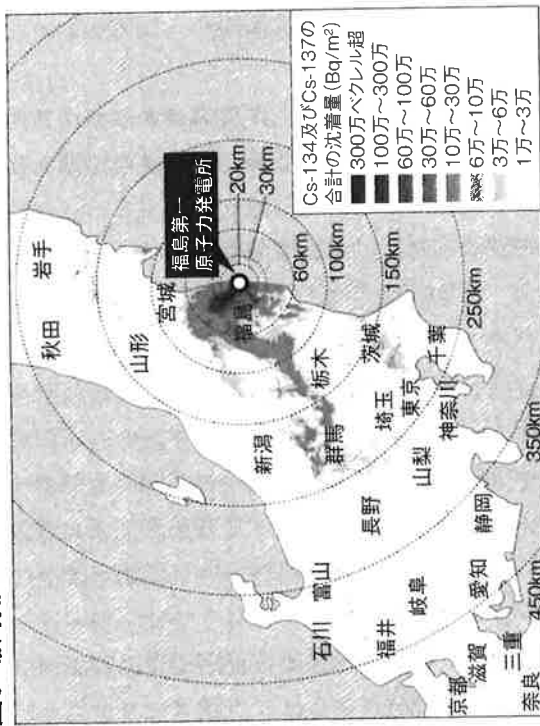 岩手
秋田
宮城
山形
福島第一
原子力発電所
福島
新潟
栃木
群馬
茨城
埼玉
東京
千葉
神奈川
山梨
長野
静岡
石川
富山
岐阜
愛知
福井
滋賀
三重
京都
奈良
20km
30km
60km
100km
150km
250km
350km
450km
Cs-134及びCs-137の
合計の沈着量(Bq/m²)
300万ベクレル超
100万〜300万
60万〜100万
30万〜60万
10万〜30万
6万〜10万
3万〜6万
1万〜3万